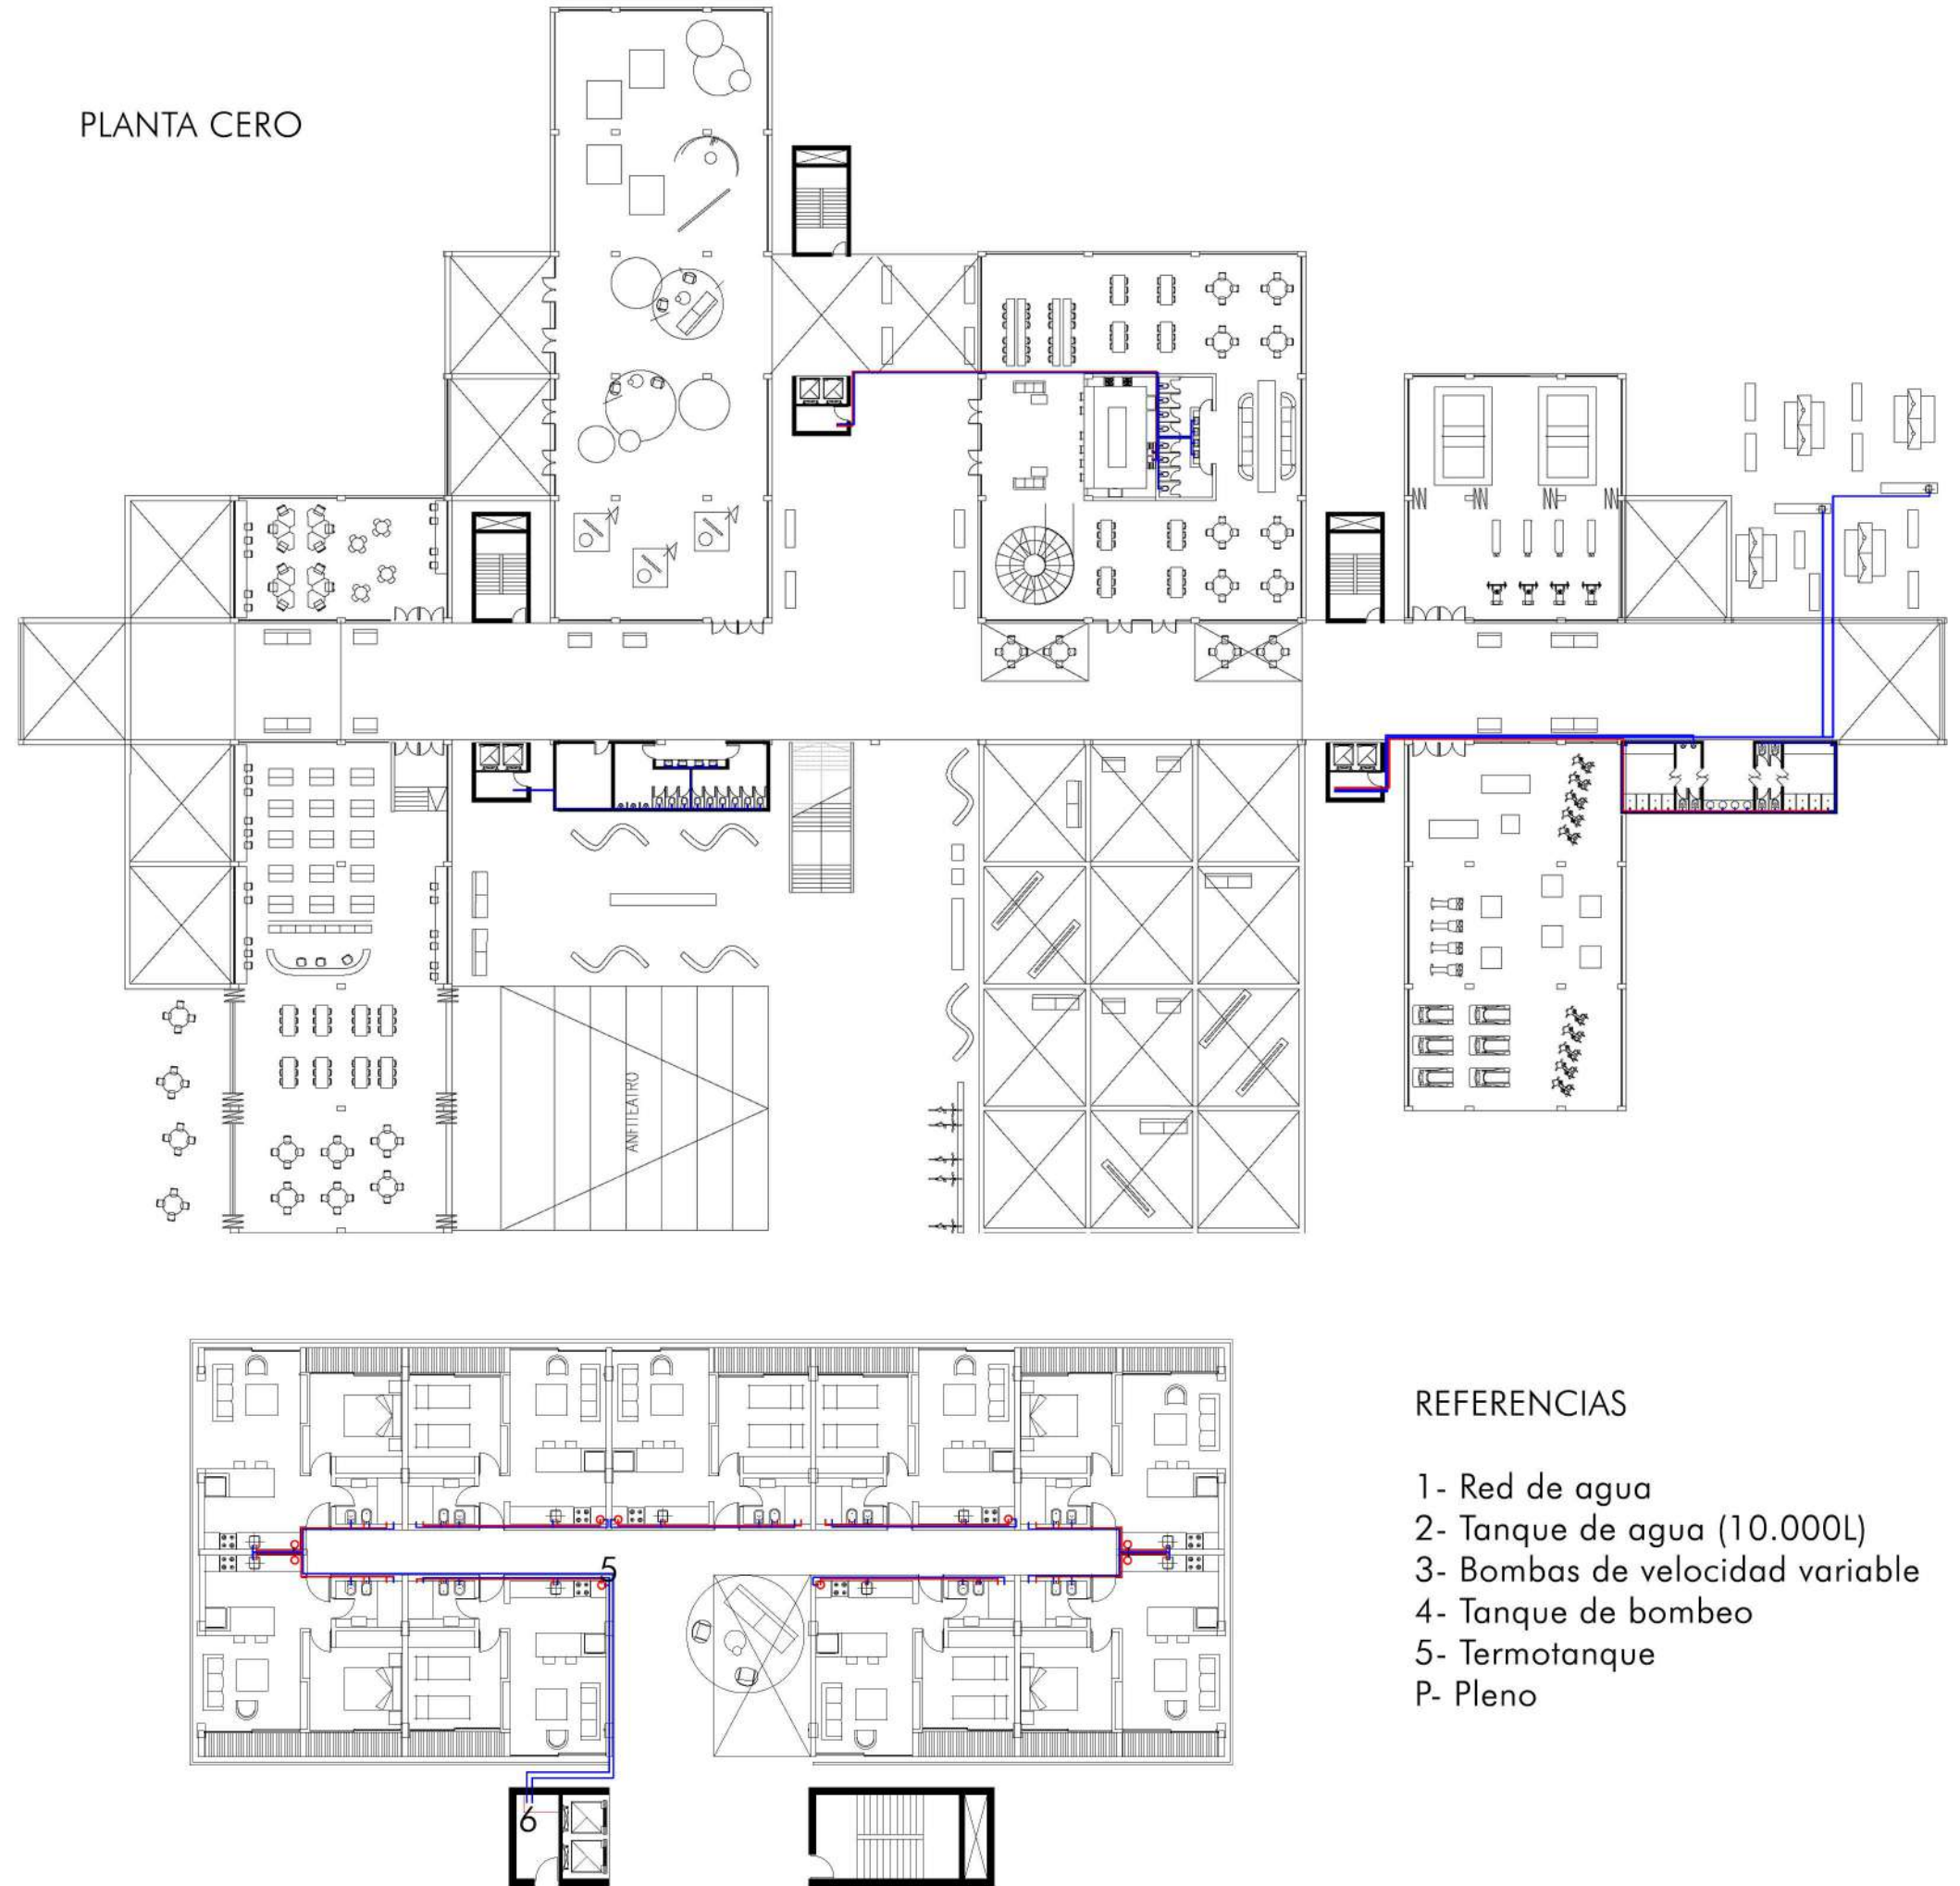 PLANTA CERO
ANFITEATRO
5
6
REFERENCIAS
1- Red de agua
2- Tanque de agua (10.000L)
3- Bombas de velocidad variable
4- Tanque de bombeo
5- Termotanque
P- Pleno